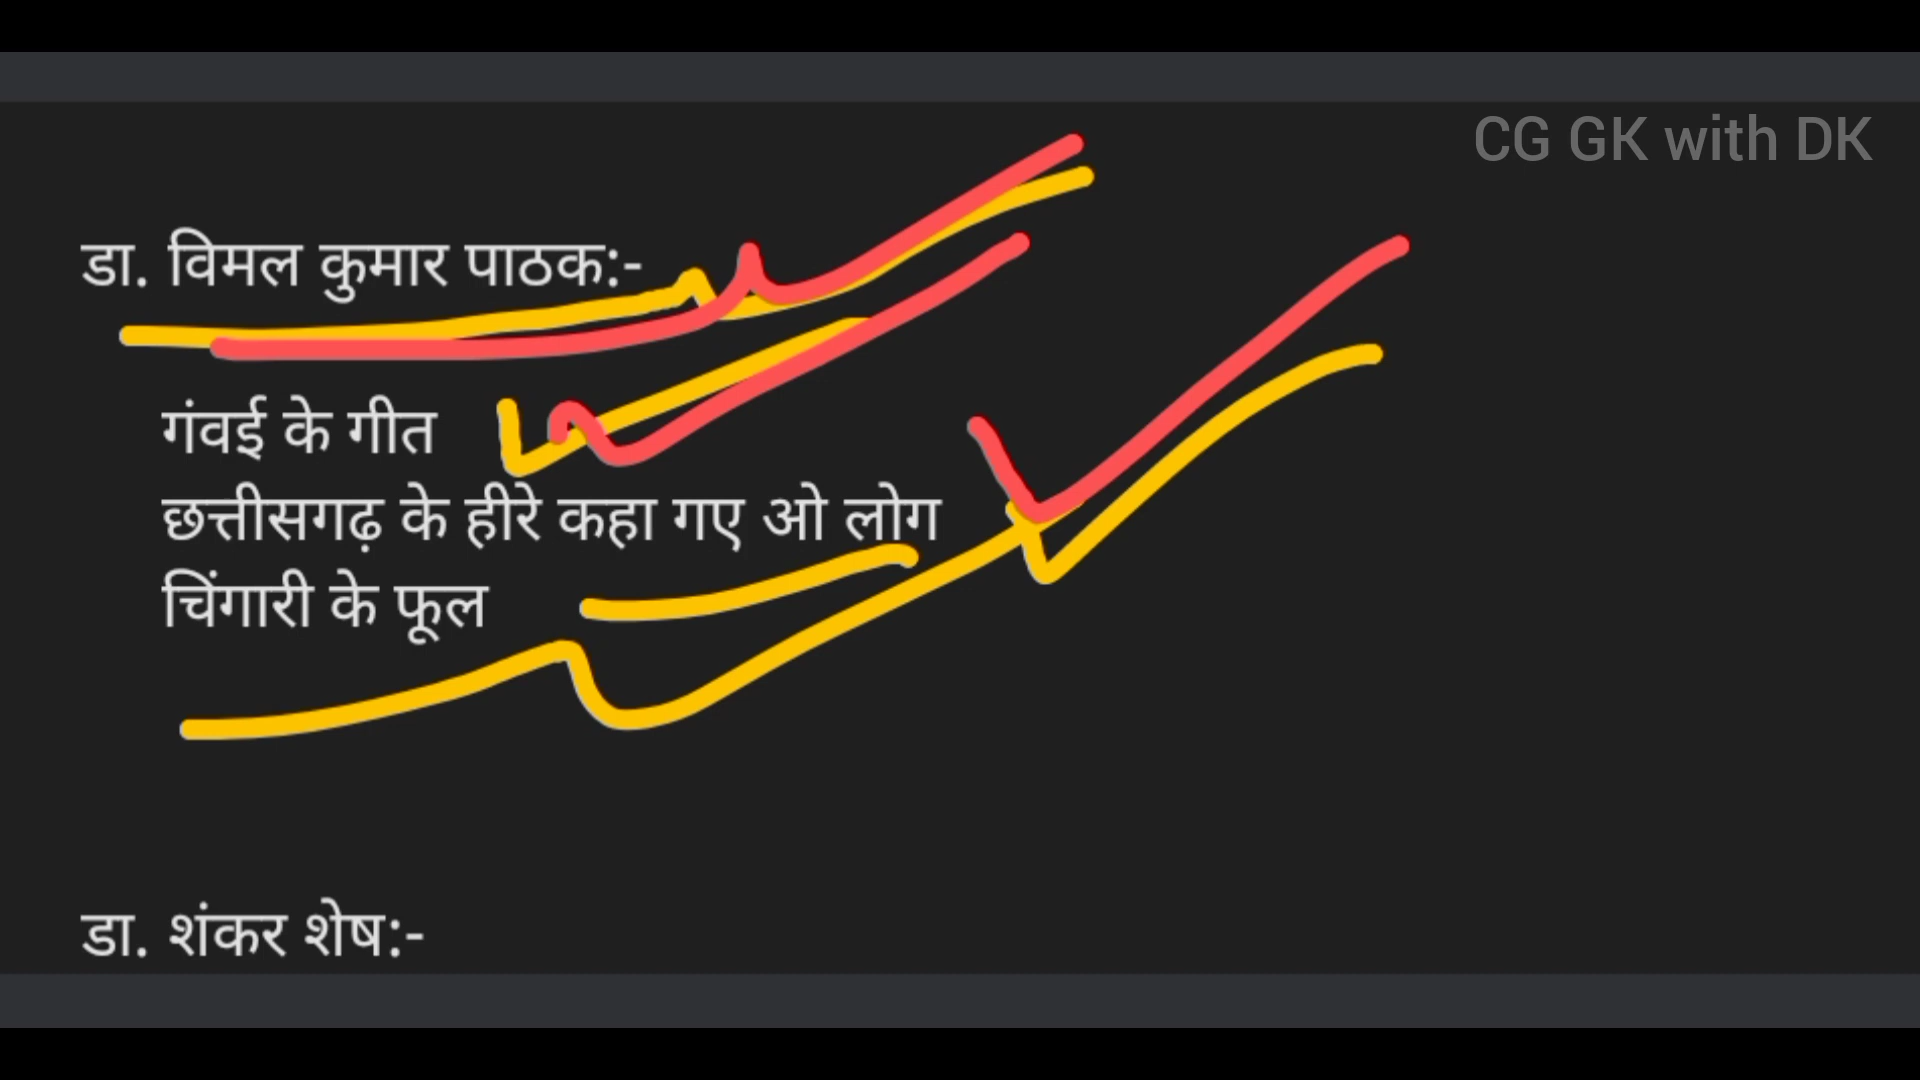 CG GK with DK
डा. विमल कुमार पाठक:-
गंवई के गीत
छत्तीसगढ़ के हीरे कहा गए ओ लोग
चिंगारी के फूल
डा. शंकर शेष:-